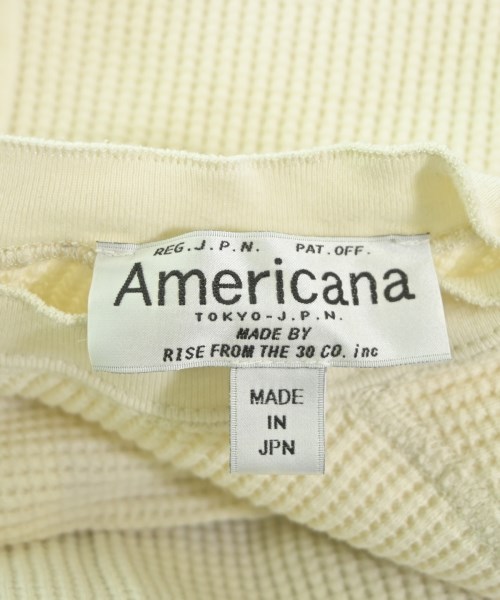 REG.J.P.N. PAT.OFF.
Americana
TOKYO-J.P.N.
MADE BY
RISE FROM THE 30 CO. inc
MADE
IN
JPN